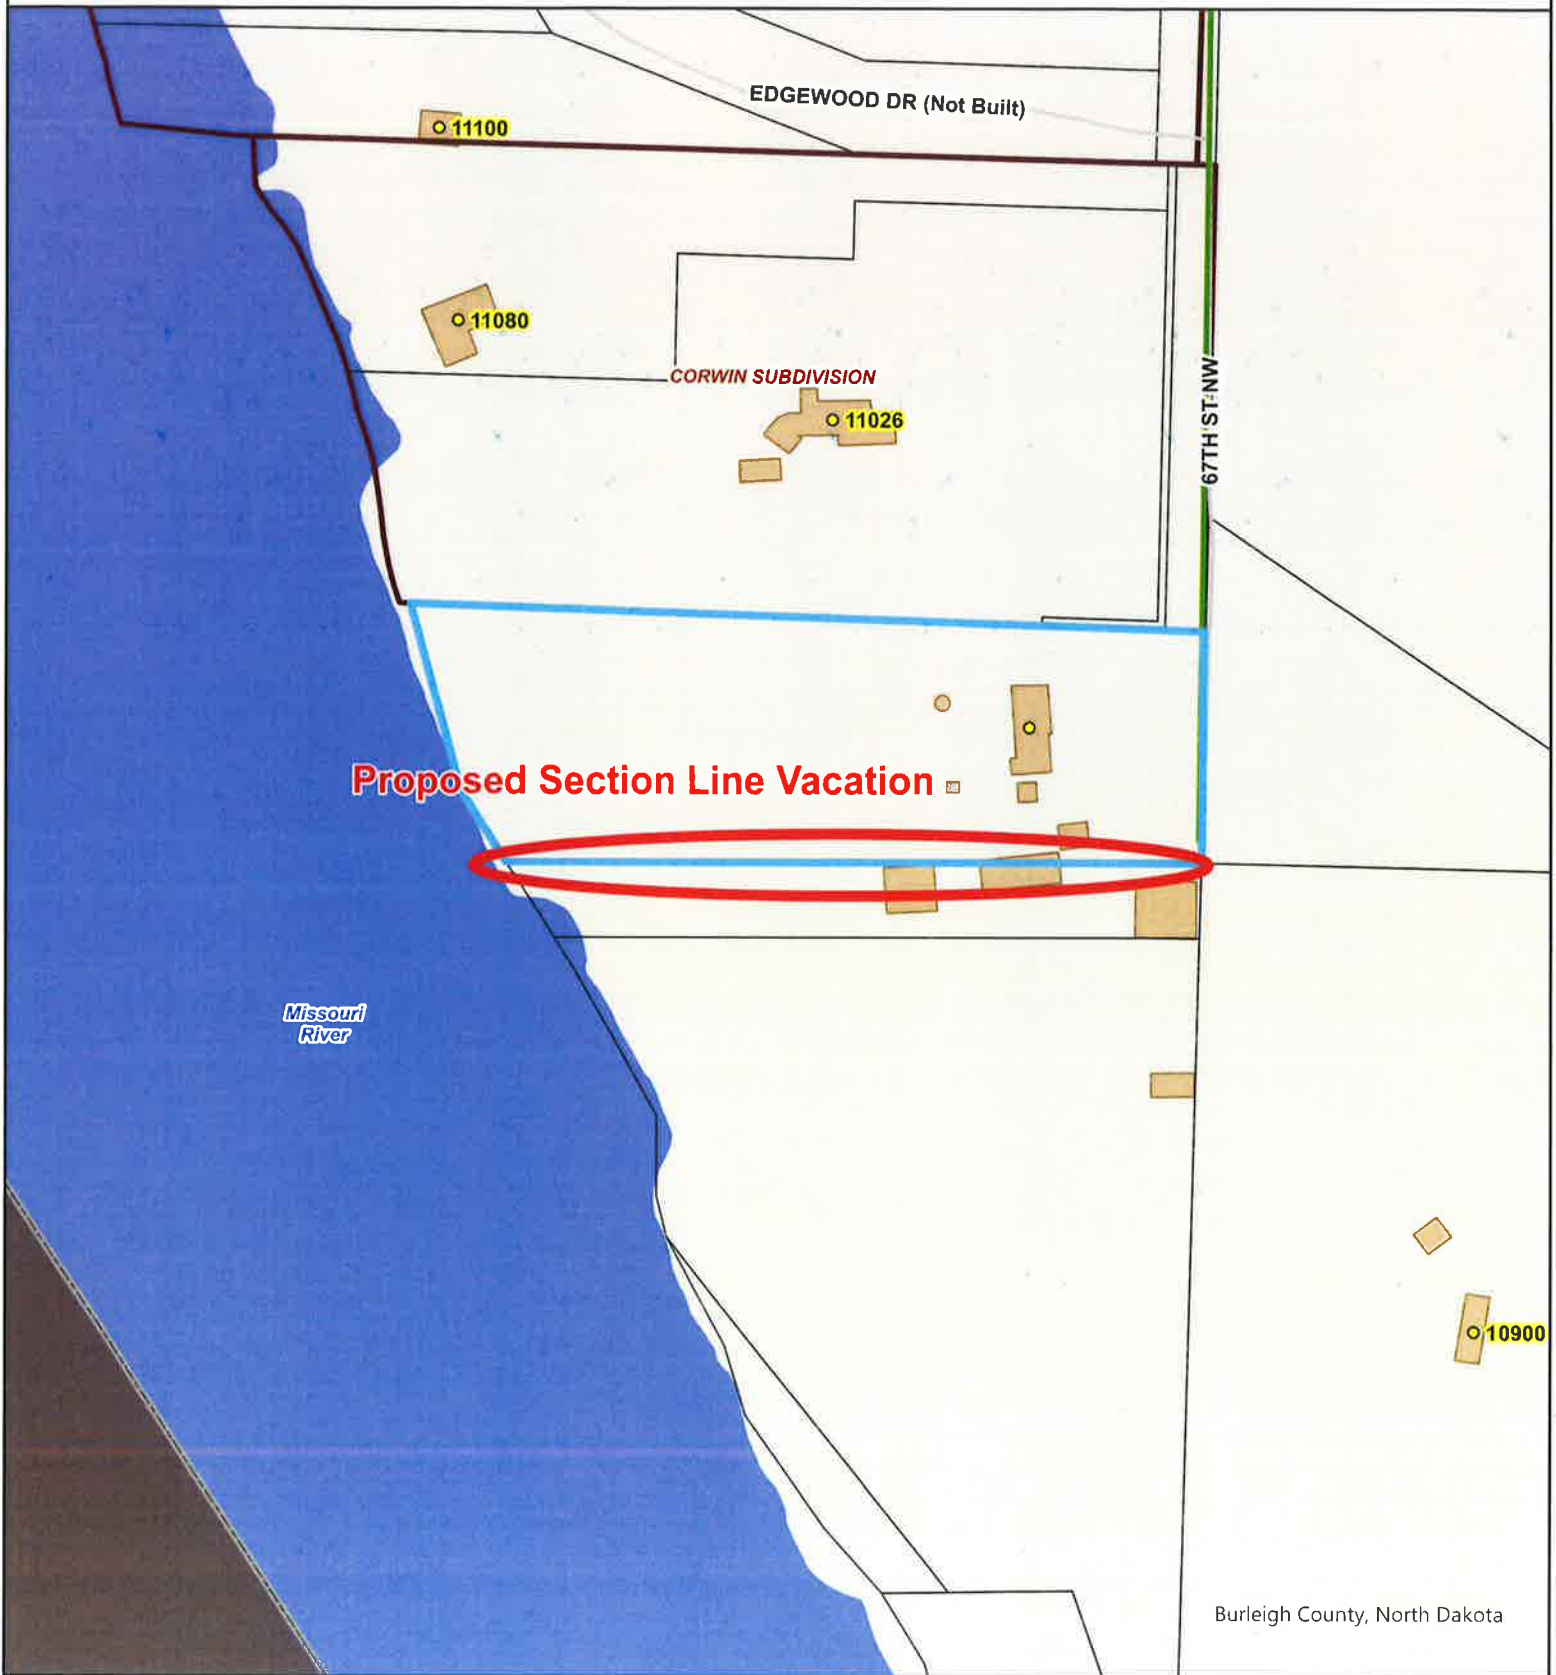 EDGEWOOD DR (Not Built)
11100
11080
CORWIN SUBDIVISION
11026
67TH ST NW
Proposed Section Line Vacation
Missouri
River
10900
Burleigh County, North Dakota